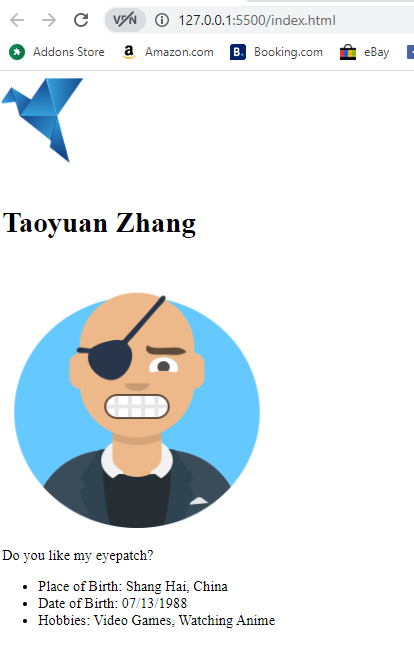 VPN 127.0.0.1:5500/index.html
Addons Store a Amazon.com B. Booking.com eBay
Taoyuan Zhang
Do you like my eyepatch?
Place of Birth: Shang Hai, China
Date of Birth: 07/13/1988
Hobbies: Video Games, Watching Anime